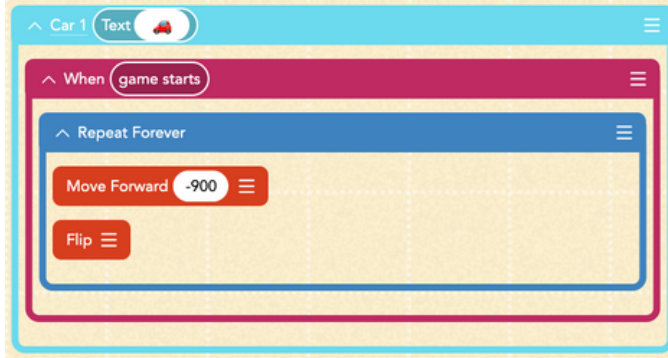 Car 1 Text 🚗
When game starts
Repeat Forever
Move Forward -900
Flip